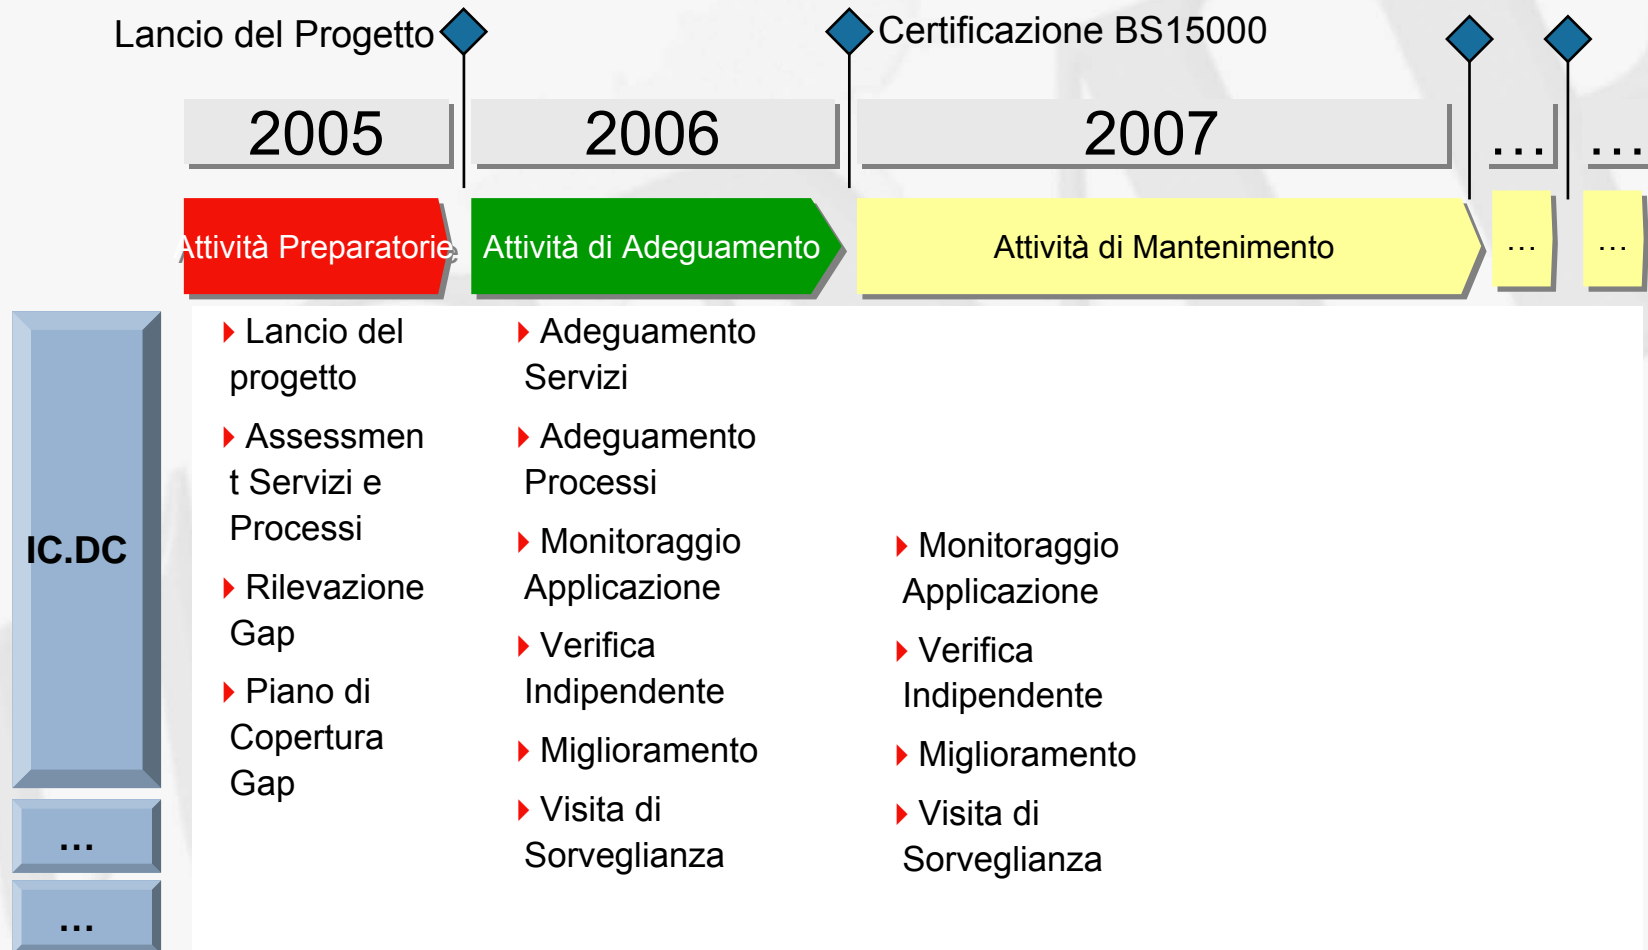 Lancio del Progetto
Certificazione BS15000
2005
2006
2007
...
...
Attività Preparatorie
Attività di Adeguamento
Attività di Mantenimento
...
...
IC.DC
...
...
Lancio del
progetto
Assessmen
t Servizi e
Processi
Rilevazione
Gap
Piano di
Copertura
Gap
Adeguamento
Servizi
Adeguamento
Processi
Monitoraggio
Applicazione
Verifica
Indipendente
Miglioramento
Visita di
Sorveglianza
Monitoraggio
Applicazione
Verifica
Indipendente
Miglioramento
Visita di
Sorveglianza